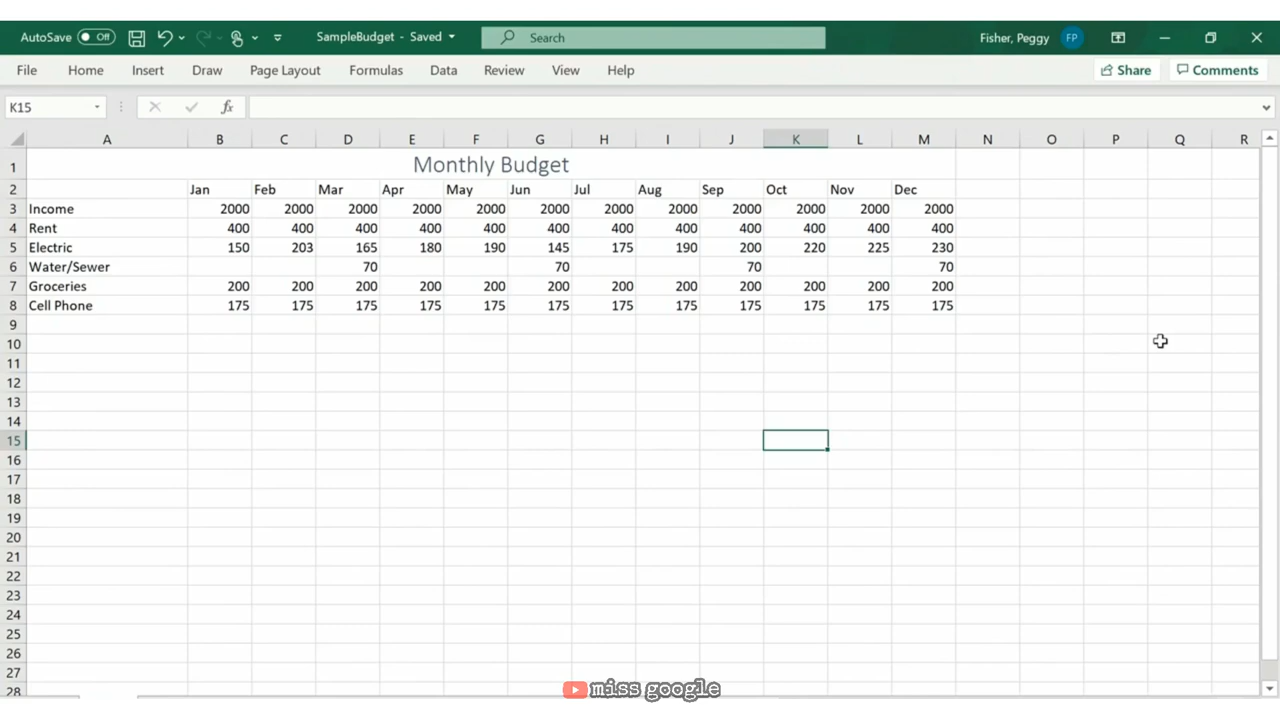 AutoSave Off SampleBudget - Saved Search Fisher, Peggy FP
File Home Insert Draw Page Layout Formulas Data Review View Help Share Comments
K15 fx
A B C D E F G H I J K L M N O P Q R
1 Monthly Budget
2 Jan Feb Mar Apr May Jun Jul Aug Sep Oct Nov Dec
3 Income 2000 2000 2000 2000 2000 2000 2000 2000 2000 2000 2000 2000
4 Rent 400 400 400 400 400 400 400 400 400 400 400 400
5 Electric 150 203 165 180 190 145 175 190 200 220 225 230
6 Water/Sewer 70 70 70 70
7 Groceries 200 200 200 200 200 200 200 200 200 200 200 200
8 Cell Phone 175 175 175 175 175 175 175 175 175 175 175 175
9
10
11
12
13
14
15
16
17
18
19
20
21
22
23
24
25
26
27
28
miss google